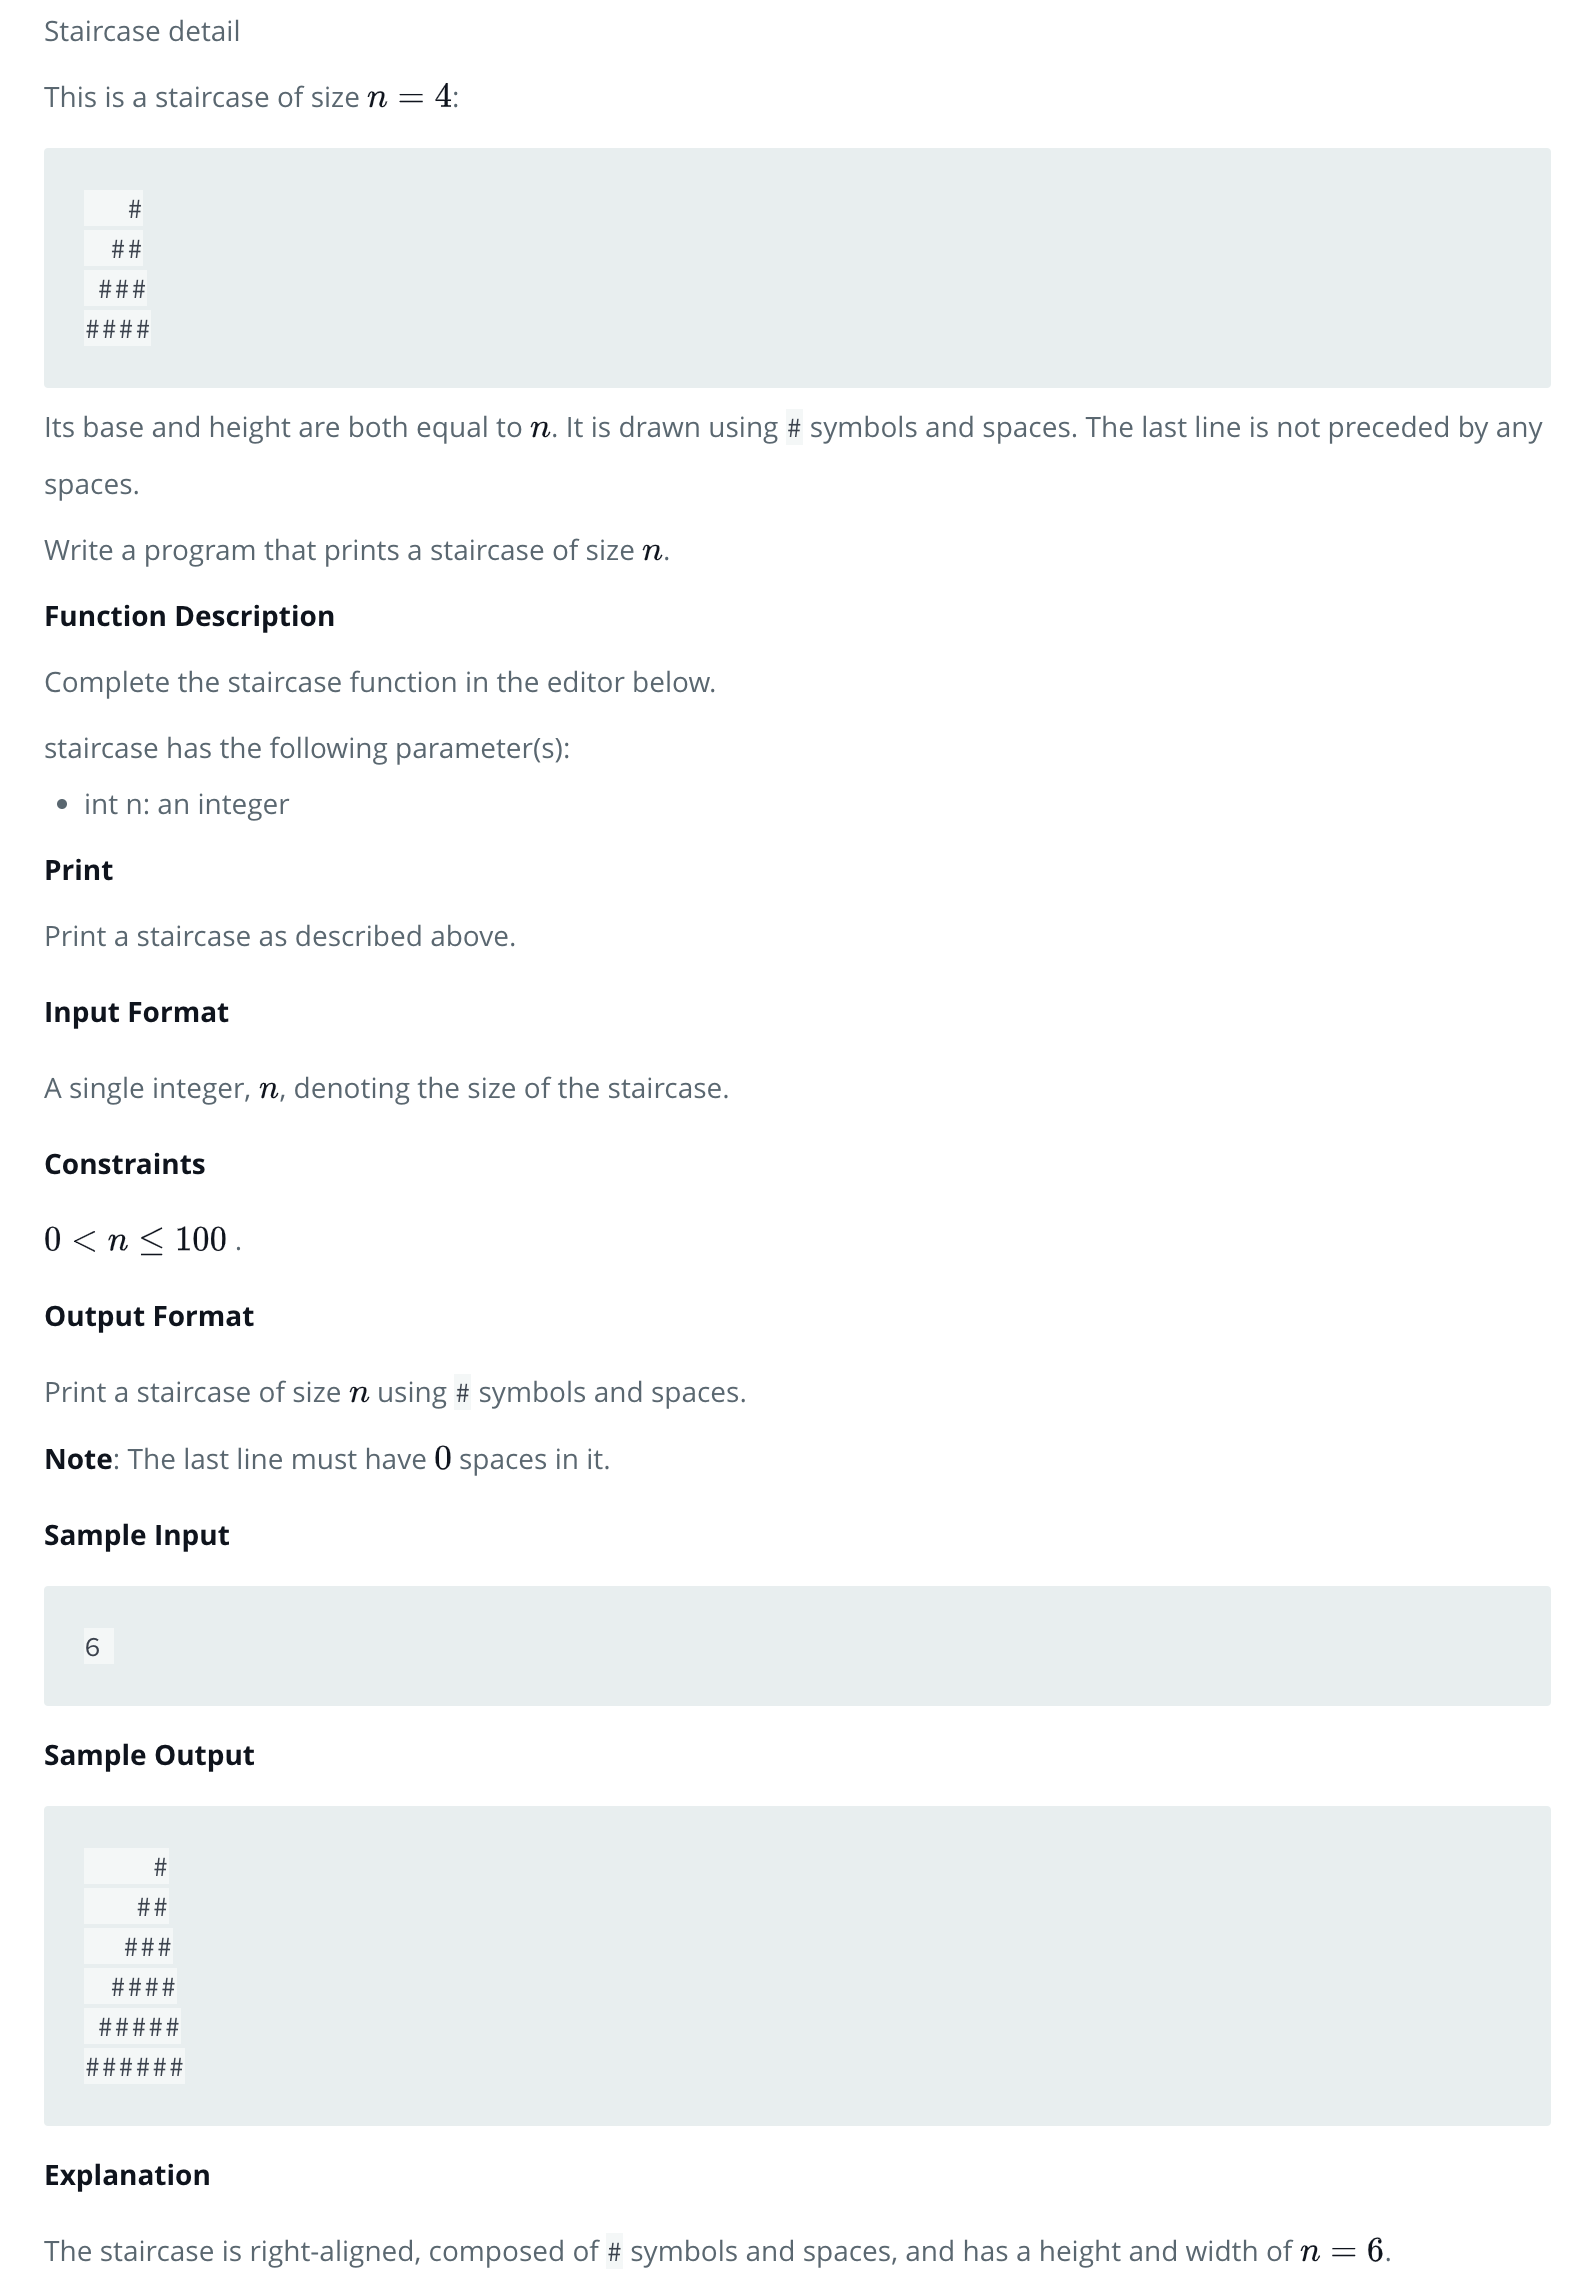 Staircase detail
This is a staircase of size n = 4:
   #
  ##
 ###
####
Its base and height are both equal to n. It is drawn using # symbols and spaces. The last line is not preceded by any
spaces.
Write a program that prints a staircase of size n.
Function Description
Complete the staircase function in the editor below.
staircase has the following parameter(s):
• int n: an integer
Print
Print a staircase as described above.
Input Format
A single integer, n, denoting the size of the staircase.
Constraints
0 < n ≤ 100 .
Output Format
Print a staircase of size n using # symbols and spaces.
Note: The last line must have 0 spaces in it.
Sample Input
6
Sample Output
     #
    ##
   ###
  ####
 #####
######
Explanation
The staircase is right-aligned, composed of # symbols and spaces, and has a height and width of n = 6.